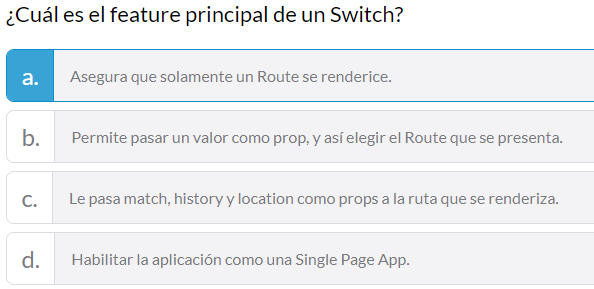 ¿Cuál es el feature principal de un Switch?
a. Asegura que solamente un Route se renderice.
b. Permite pasar un valor como prop, y así elegir el Route que se presenta.
c. Le pasa match, history y location como props a la ruta que se renderiza.
d. Habilitar la aplicación como una Single Page App.